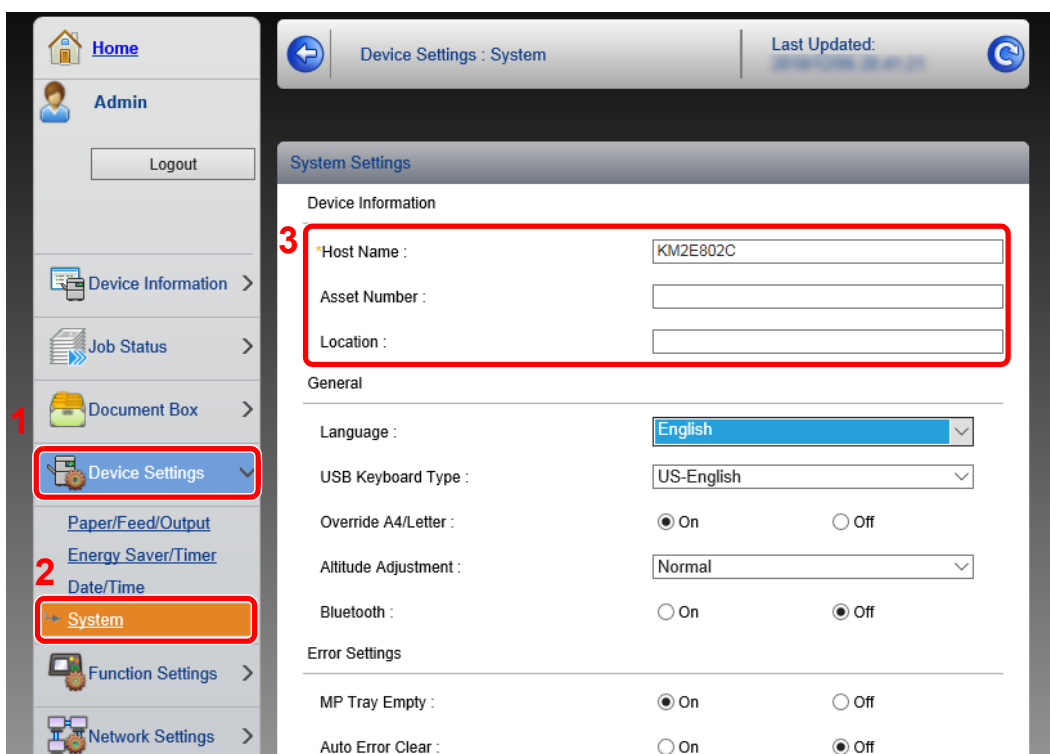 Home
Admin
Logout
Device Information
Job Status
Document Box
1
Device Settings
Paper/Feed/Output
Energy Saver/Timer
2
Date/Time
System
Function Settings
Network Settings
Device Settings : System
Last Updated:
System Settings
Device Information
3
*Host Name : KM2E802C
Asset Number :
Location :
General
Language : English
USB Keyboard Type : US-English
Override A4/Letter : On Off
Altitude Adjustment : Normal
Bluetooth : On Off
Error Settings
MP Tray Empty : On Off
Auto Error Clear : On Off